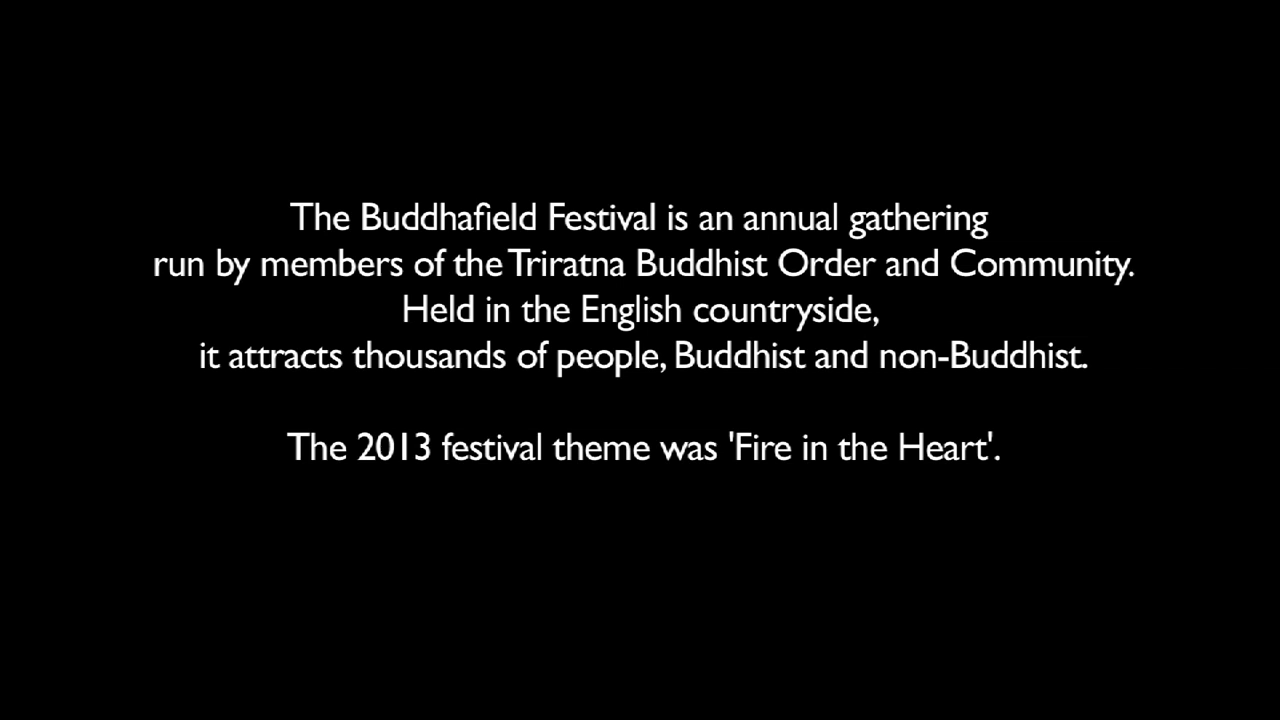 The Buddhafield Festival is an annual gathering
run by members of the Triratna Buddhist Order and Community.
Held in the English countryside,
it attracts thousands of people, Buddhist and non-Buddhist.
The 2013 festival theme was 'Fire in the Heart'.